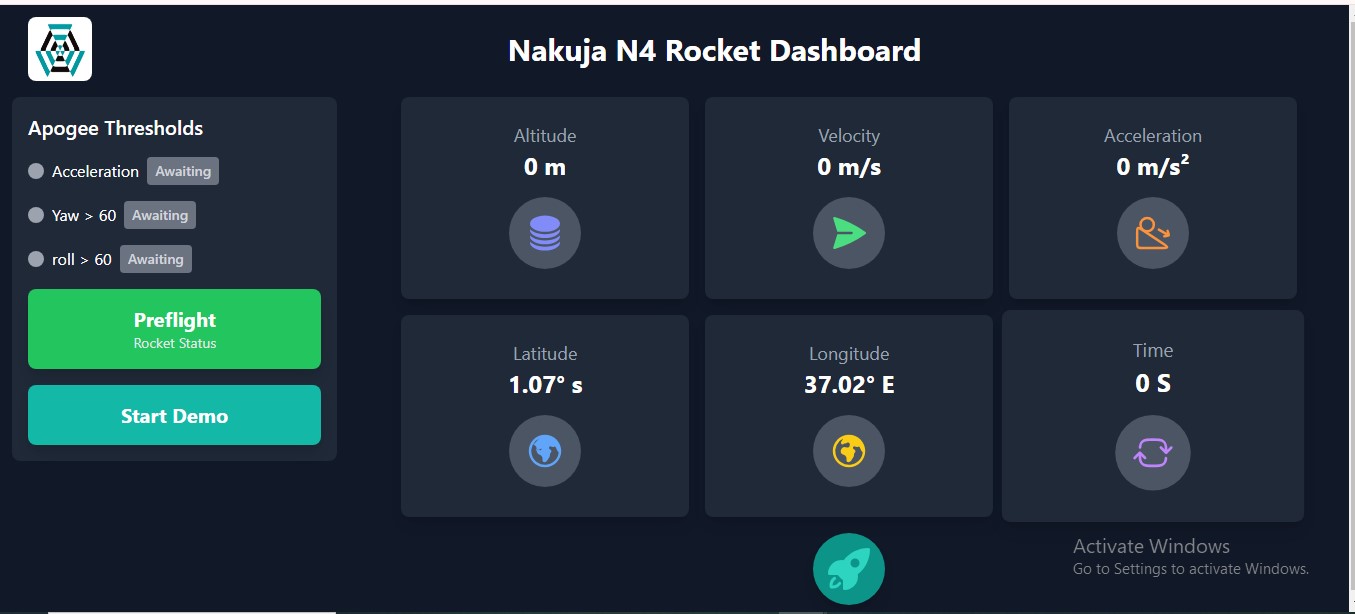 Nakuja N4 Rocket Dashboard
Apogee Thresholds
Acceleration Awaiting
Yaw > 60 Awaiting
roll > 60 Awaiting
Preflight
Rocket Status
Start Demo
Altitude
0 m
Velocity
0 m/s
Acceleration
0 m/s²
Latitude
1.07° s
Longitude
37.02° E
Time
0 S
Activate Windows
Go to Settings to activate Windows.